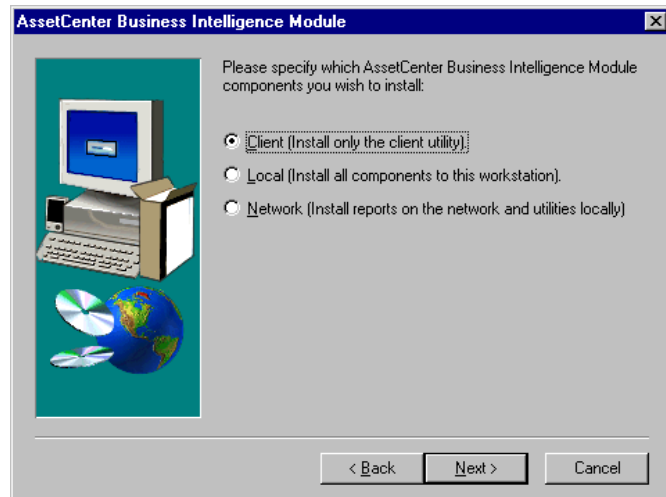 AssetCenter Business Intelligence Module
Please specify which AssetCenter Business Intelligence Module
components you wish to install:
Client (Install only the client utility).
Local (Install all components to this workstation).
Network (Install reports on the network and utilities locally)
< Back
Next >
Cancel